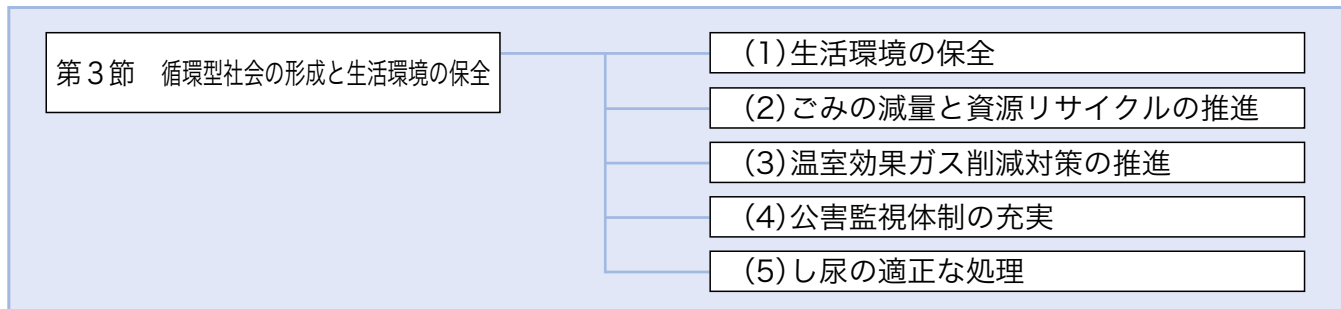 第3節 循環型社会の形成と生活環境の保全
(1)生活環境の保全
(2)ごみの減量と資源リサイクルの推進
(3)温室効果ガス削減対策の推進
(4)公害監視体制の充実
(5)し尿の適正な処理